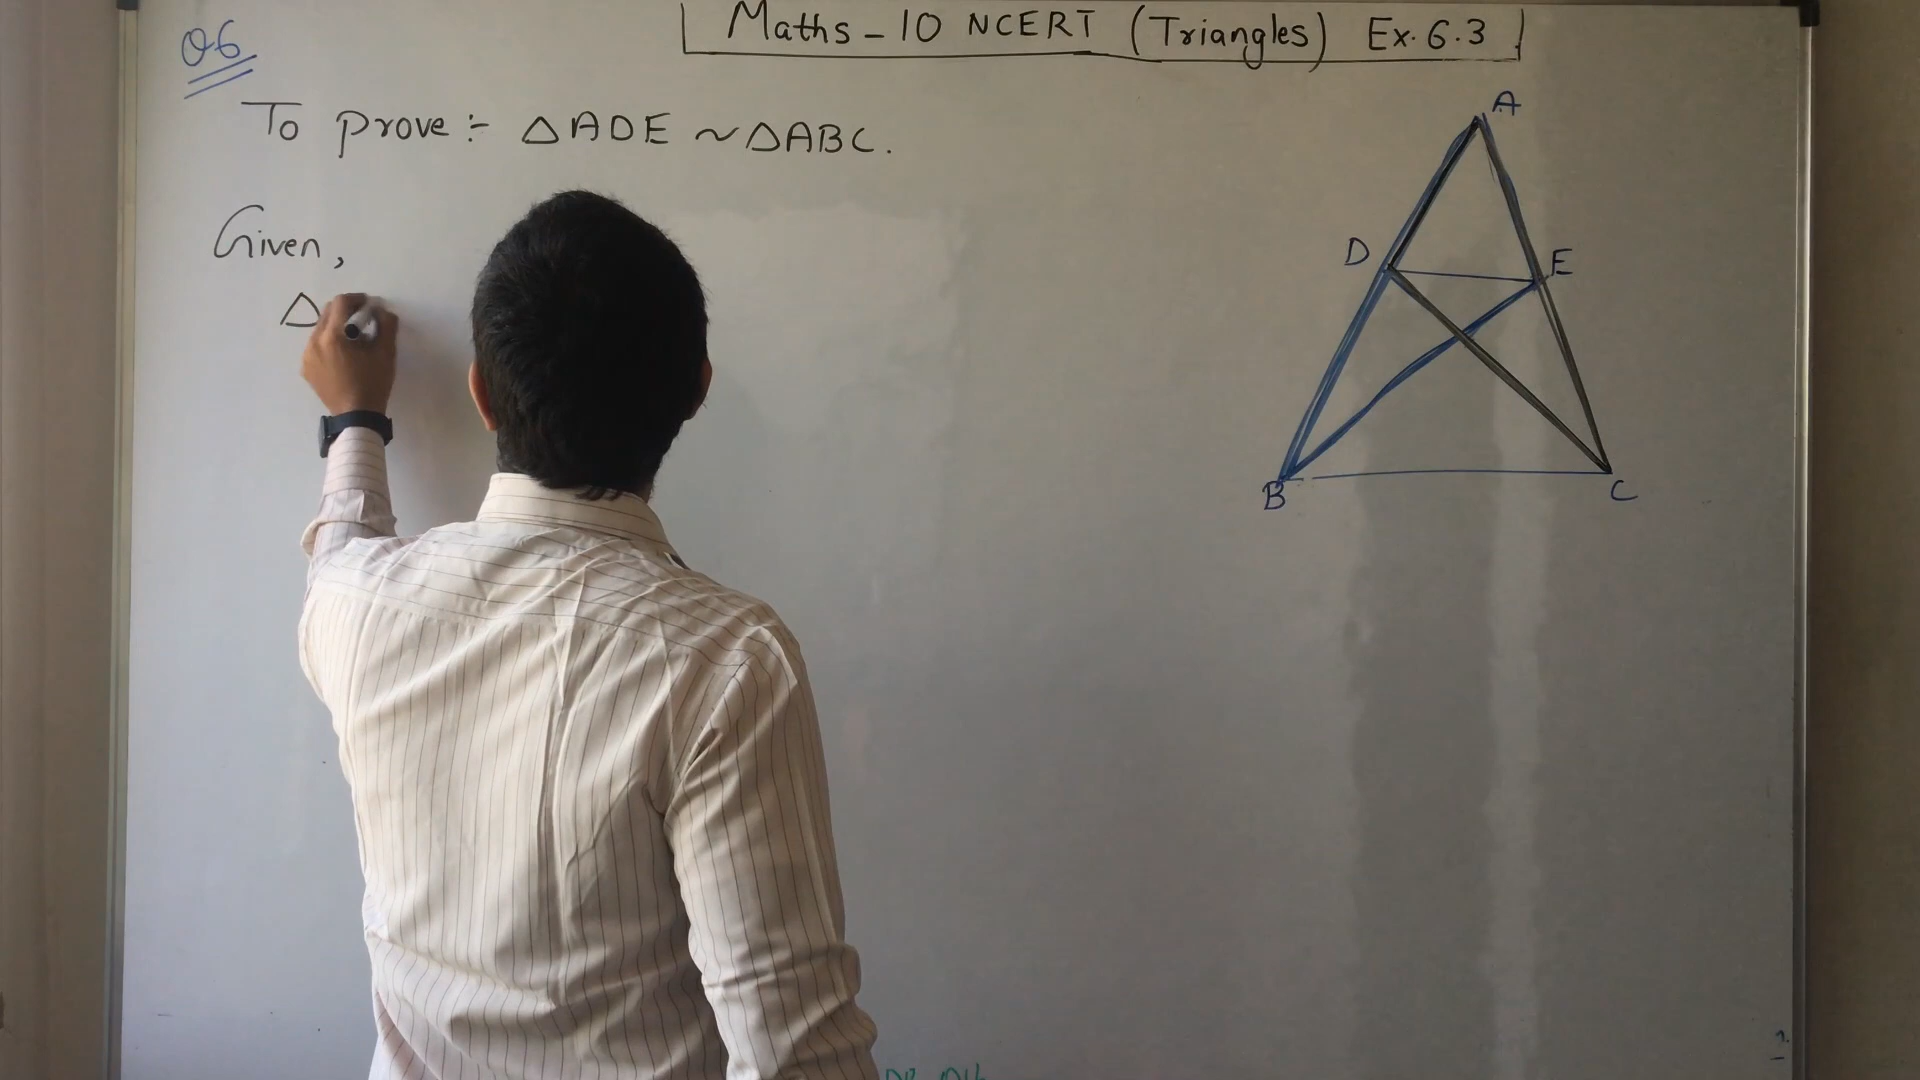 Maths - 10 NCERT (Triangles) Ex. 6.3
Q6
To prove :- △ADE ~ △ABC.
Given,
△
A
D
E
B
C